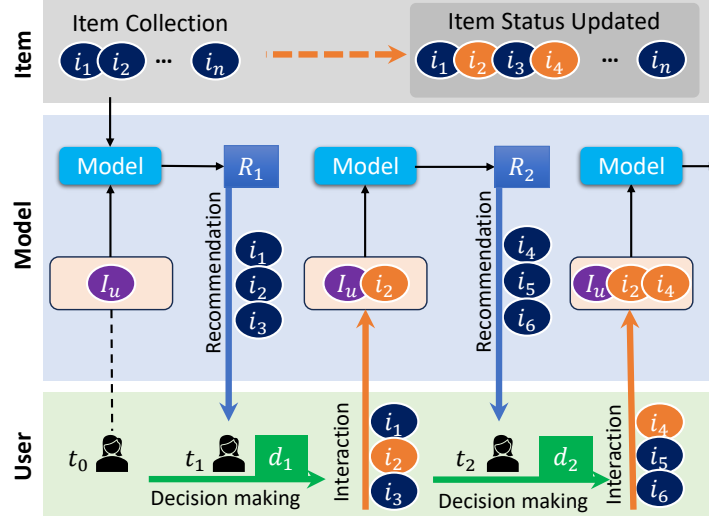 Item
Item Collection
Item Status Updated
i₁ i₂ ... iₙ
i₁ i₂ i₃ i₄ ... iₙ
Model
Model
R₁
Model
R₂
Model
Recommendation
i₁
i₂
i₃
Recommendation
i₄
i₅
i₆
Iᵤ
Iᵤ i₂
Iᵤ i₂ i₄
User
t₀
t₁
d₁
Decision making
Interaction
i₁
i₂
i₃
t₂
d₂
Decision making
Interaction
i₄
i₅
i₆